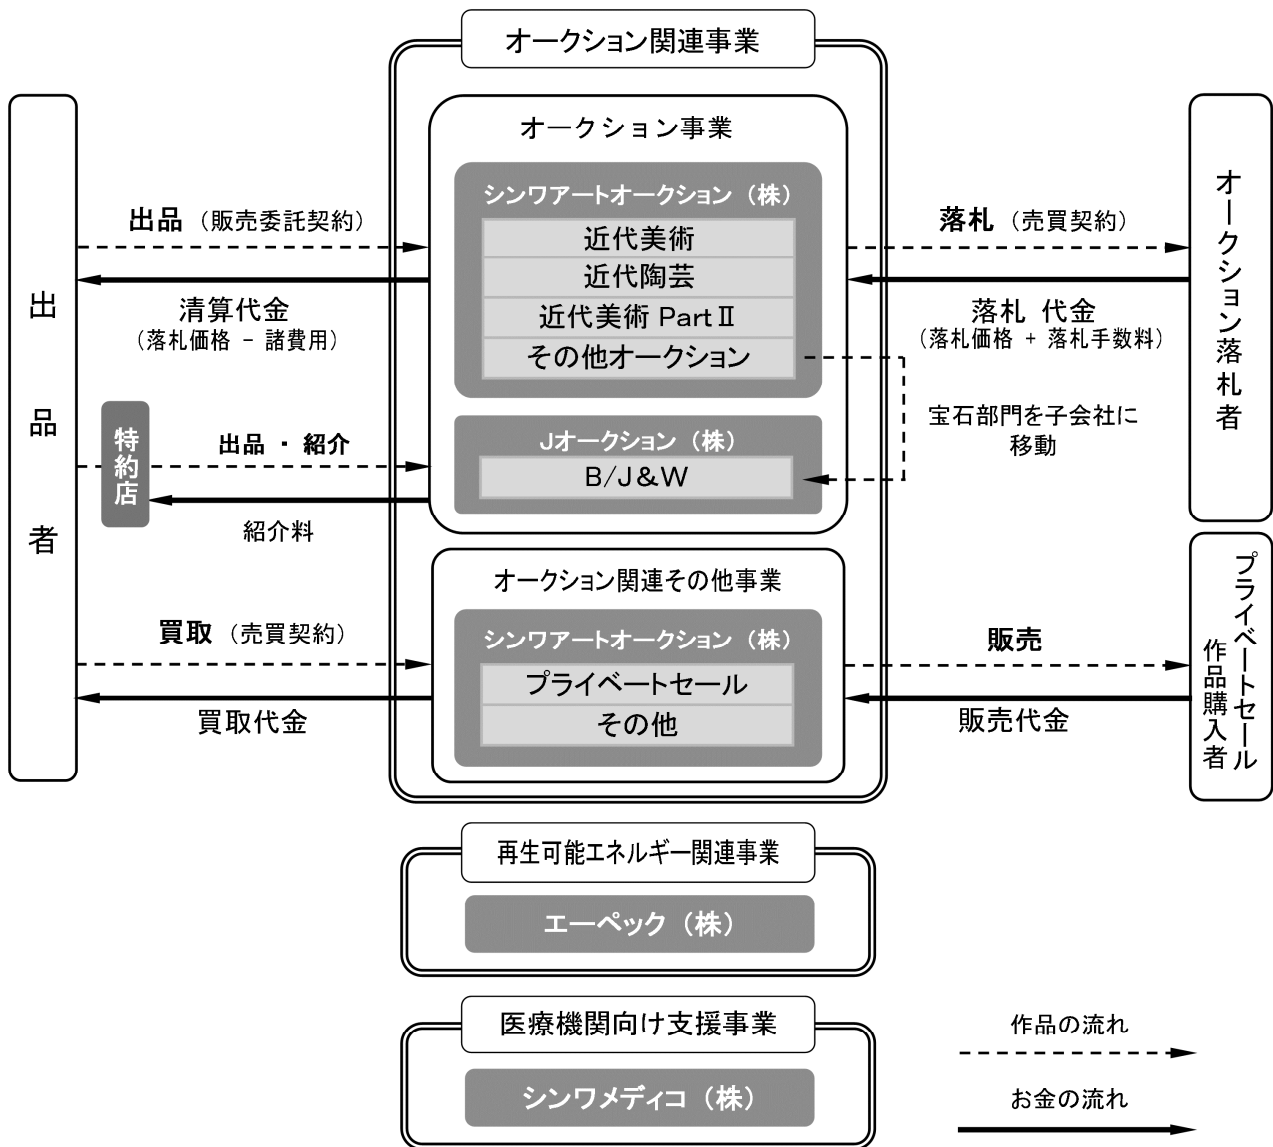 オークション関連事業
オークション事業
シンワアートオークション（株）
近代美術
近代陶芸
近代美術 PartⅡ
その他オークション
Jオークション（株）
B/J&W
宝石部門を子会社に
移動
出品者
出品（販売委託契約）
清算代金
（落札価格 − 諸費用）
特約店
出品 ・ 紹介
紹介料
買取（売買契約）
買取代金
落札（売買契約）
落札 代金
（落札価格 + 落札手数料）
オークション落札者
オークション関連その他事業
シンワアートオークション（株）
プライベートセール
その他
販売
販売代金
プライベートセール
作品購入者
再生可能エネルギー関連事業
エーペック（株）
医療機関向け支援事業
シンワメディコ（株）
作品の流れ
お金の流れ